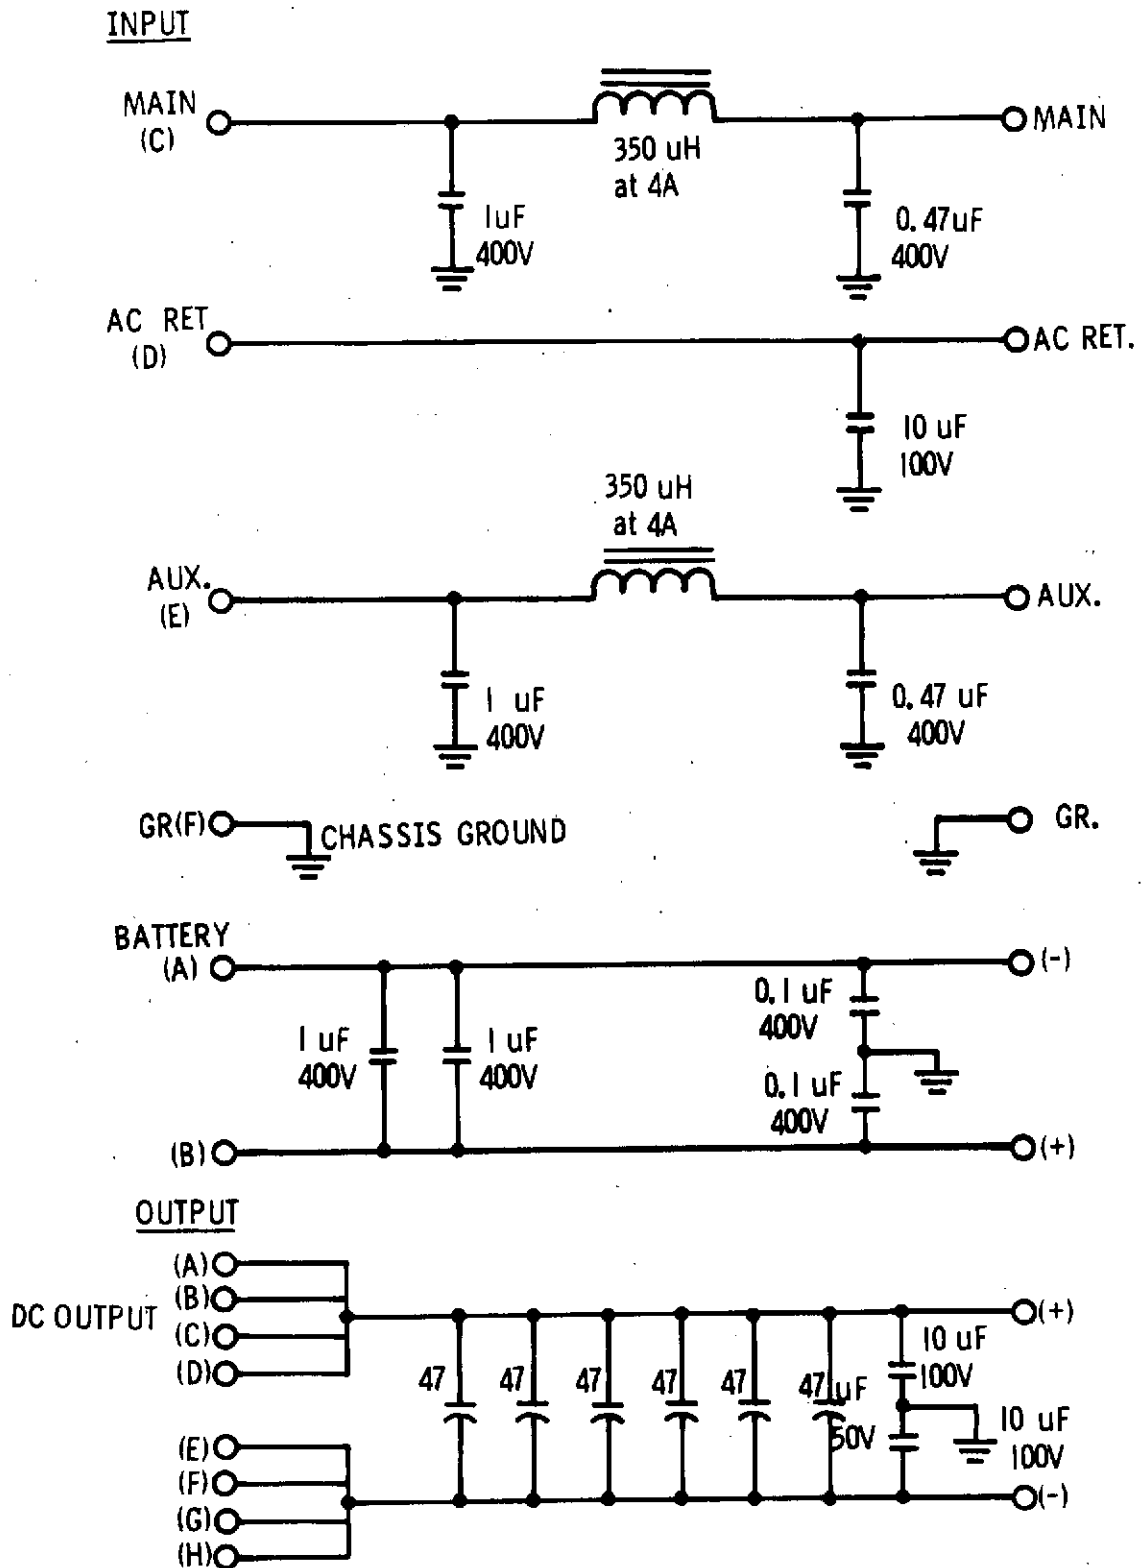 INPUT
MAIN
(C)
350 uH
at 4A
MAIN
1uF
400V
0.47uF
400V
AC RET
(D)
AC RET.
10 uF
100V
350 uH
at 4A
AUX.
(E)
AUX.
1 uF
400V
0.47 uF
400V
GR(F)
CHASSIS GROUND
GR.
BATTERY
(A)
(-)
1 uF
400V
1 uF
400V
0.1 uF
400V
0.1 uF
400V
(B)
(+)
OUTPUT
(A)
(B)
DC OUTPUT
(C)
(D)
(+)
10 uF
100V
47
47
47
47
47
47 uF
50V
10 uF
100V
(E)
(F)
(G)
(H)
(-)